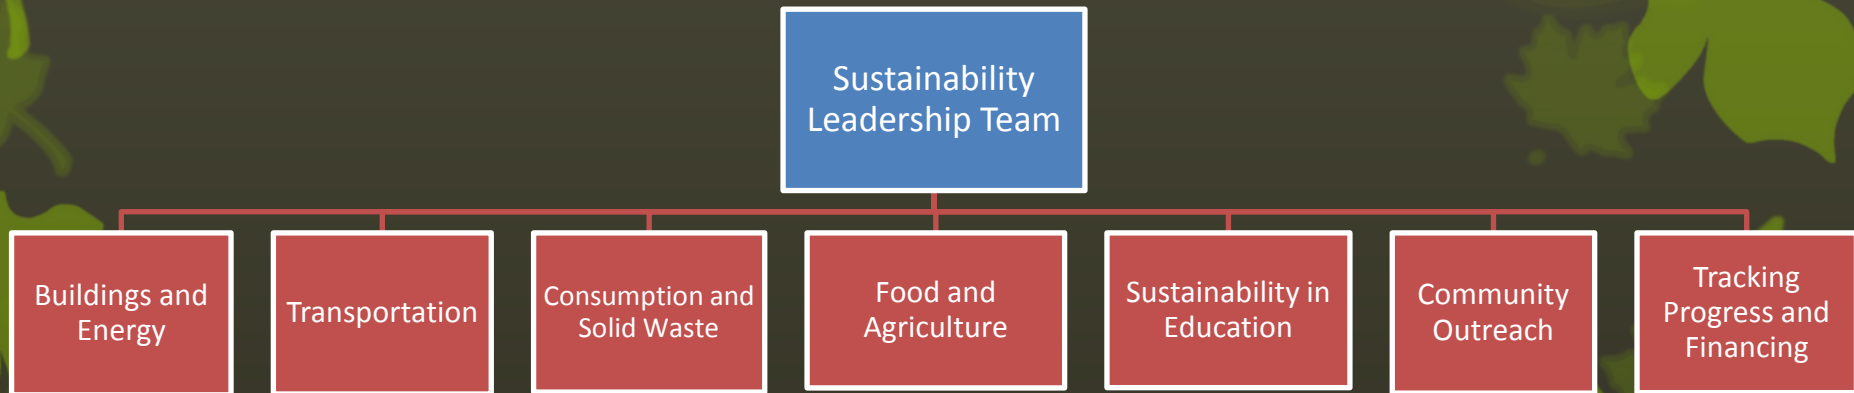 Sustainability
Leadership Team
Buildings and
Energy
Transportation
Consumption and
Solid Waste
Food and
Agriculture
Sustainability in
Education
Community
Outreach
Tracking
Progress and
Financing